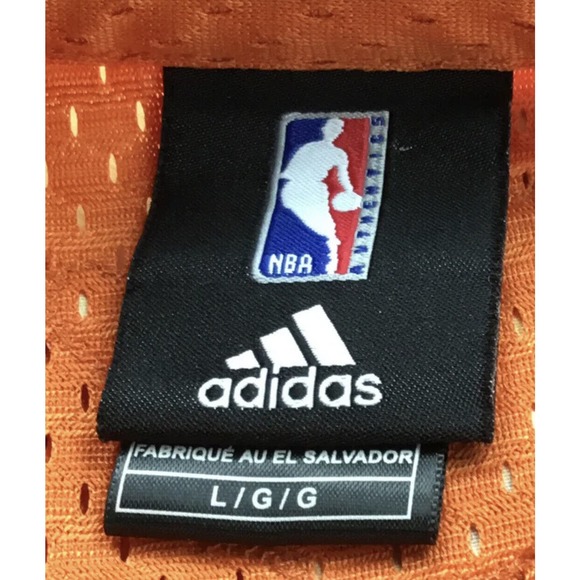 NBA
AUTHENTICS
adidas
FABRIQUÉ AU EL SALVADOR
L/G/G